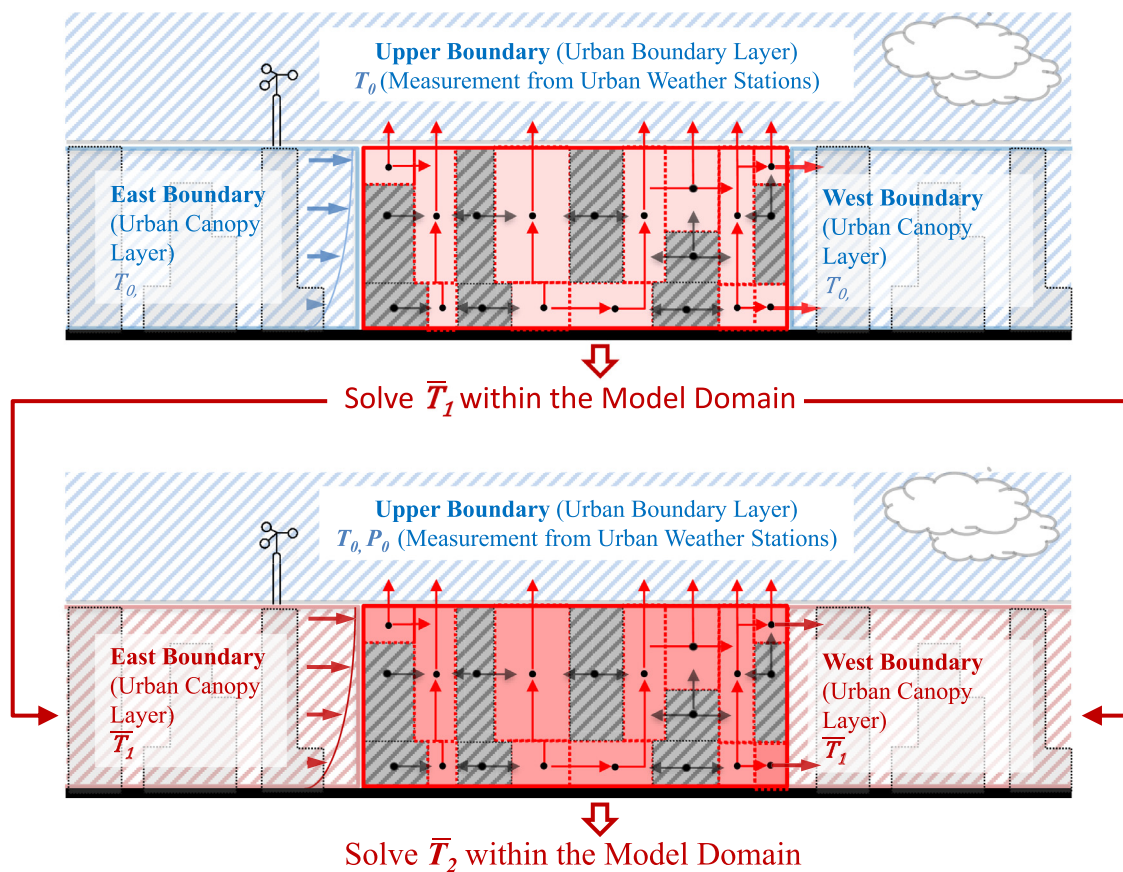 Upper Boundary (Urban Boundary Layer)
T₀ (Measurement from Urban Weather Stations)
East Boundary
(Urban Canopy
Layer)
T₀,
West Boundary
(Urban Canopy
Layer)
T₀,
Solve T̅₁ within the Model Domain
Upper Boundary (Urban Boundary Layer)
T₀, P₀ (Measurement from Urban Weather Stations)
East Boundary
(Urban Canopy
Layer)
T̅₁
West Boundary
(Urban Canopy
Layer)
T̅₁
Solve T̅₂ within the Model Domain